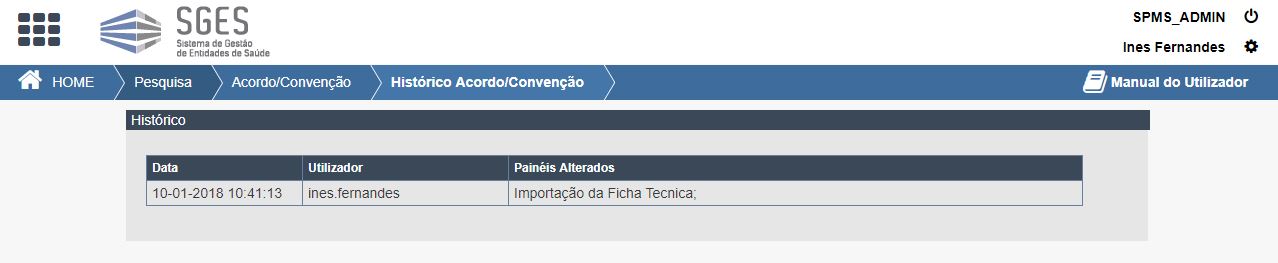 SGES
Sistema de Gestão
de Entidades de Saúde
SPMS_ADMIN
Ines Fernandes
HOME Pesquisa Acordo/Convenção Histórico Acordo/Convenção Manual do Utilizador
Histórico
Data Utilizador Painéis Alterados
10-01-2018 10:41:13 ines.fernandes Importação da Ficha Tecnica;